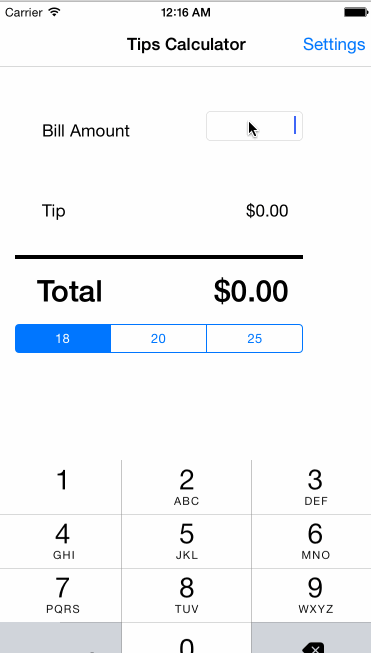 Carrier 12:16 AM
Tips Calculator Settings
Bill Amount
Tip $0.00
Total $0.00
18 20 25
1 2 3
ABC DEF
4 5 6
GHI JKL MNO
7 8 9
PQRS TUV WXYZ
0